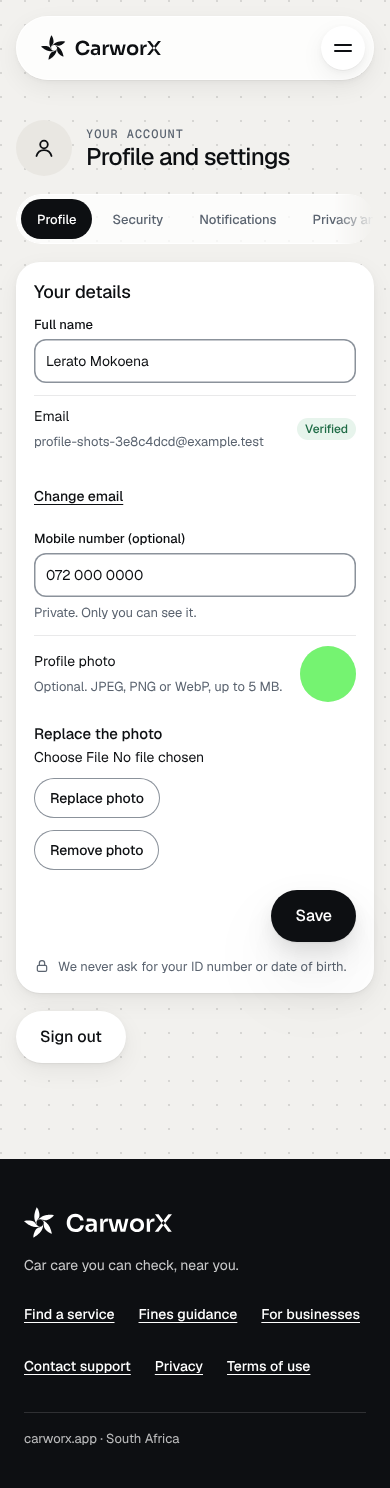 CarworX
YOUR ACCOUNT
Profile and settings
Profile Security Notifications Privacy
Your details
Full name
Lerato Mokoena
Email
profile-shots-3e8c4dcd@example.test
Verified
Change email
Mobile number (optional)
072 000 0000
Private. Only you can see it.
Profile photo
Optional. JPEG, PNG or WebP, up to 5 MB.
Replace the photo
Choose File No file chosen
Replace photo
Remove photo
Save
We never ask for your ID number or date of birth.
Sign out
CarworX
Car care you can check, near you.
Find a service Fines guidance For businesses
Contact support Privacy Terms of use
carworx.app · South Africa